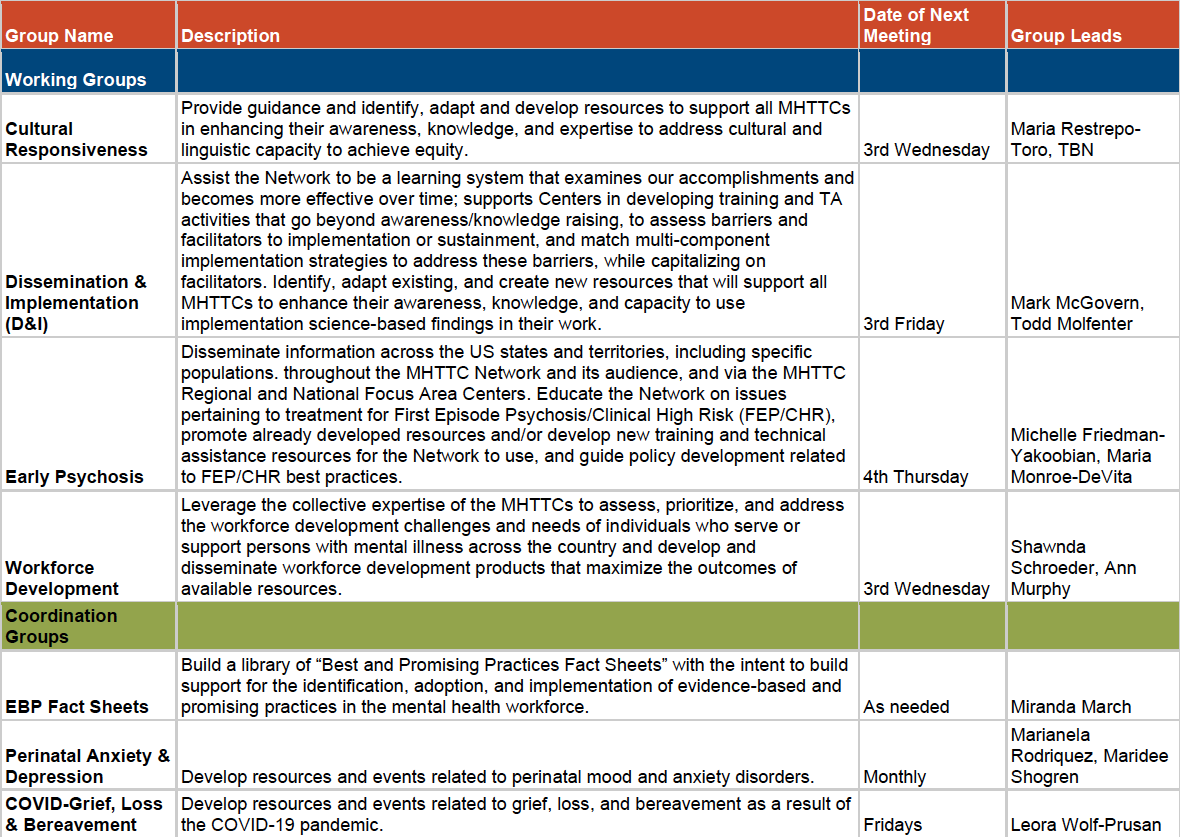 Group Name
Description
Date of Next
Meeting
Group Leads
Working Groups
Cultural
Responsiveness
Provide guidance and identify, adapt and develop resources to support all MHTTCs
in enhancing their awareness, knowledge, and expertise to address cultural and
linguistic capacity to achieve equity.
3rd Wednesday
Maria Restrepo-
Toro, TBN
Dissemination &
Implementation
(D&I)
Assist the Network to be a learning system that examines our accomplishments and
becomes more effective over time; supports Centers in developing training and TA
activities that go beyond awareness/knowledge raising, to assess barriers and
facilitators to implementation or sustainment, and match multi-component
implementation strategies to address these barriers, while capitalizing on
facilitators. Identify, adapt existing, and create new resources that will support all
MHTTCs to enhance their awareness, knowledge, and capacity to use
implementation science-based findings in their work.
3rd Friday
Mark McGovern,
Todd Molfenter
Early Psychosis
Disseminate information across the US states and territories, including specific
populations. throughout the MHTTC Network and its audience, and via the MHTTC
Regional and National Focus Area Centers. Educate the Network on issues
pertaining to treatment for First Episode Psychosis/Clinical High Risk (FEP/CHR),
promote already developed resources and/or develop new training and technical
assistance resources for the Network to use, and guide policy development related
to FEP/CHR best practices.
4th Thursday
Michelle Friedman-
Yakoobian, Maria
Monroe-DeVita
Workforce
Development
Leverage the collective expertise of the MHTTCs to assess, prioritize, and address
the workforce development challenges and needs of individuals who serve or
support persons with mental illness across the country and develop and
disseminate workforce development products that maximize the outcomes of
available resources.
3rd Wednesday
Shawnda
Schroeder, Ann
Murphy
Coordination
Groups
EBP Fact Sheets
Build a library of “Best and Promising Practices Fact Sheets” with the intent to build
support for the identification, adoption, and implementation of evidence-based and
promising practices in the mental health workforce.
As needed
Miranda March
Perinatal Anxiety &
Depression
Develop resources and events related to perinatal mood and anxiety disorders.
Monthly
Marianela
Rodriquez, Maridee
Shogren
COVID-Grief, Loss
& Bereavement
Develop resources and events related to grief, loss, and bereavement as a result of
the COVID-19 pandemic.
Fridays
Leora Wolf-Prusan